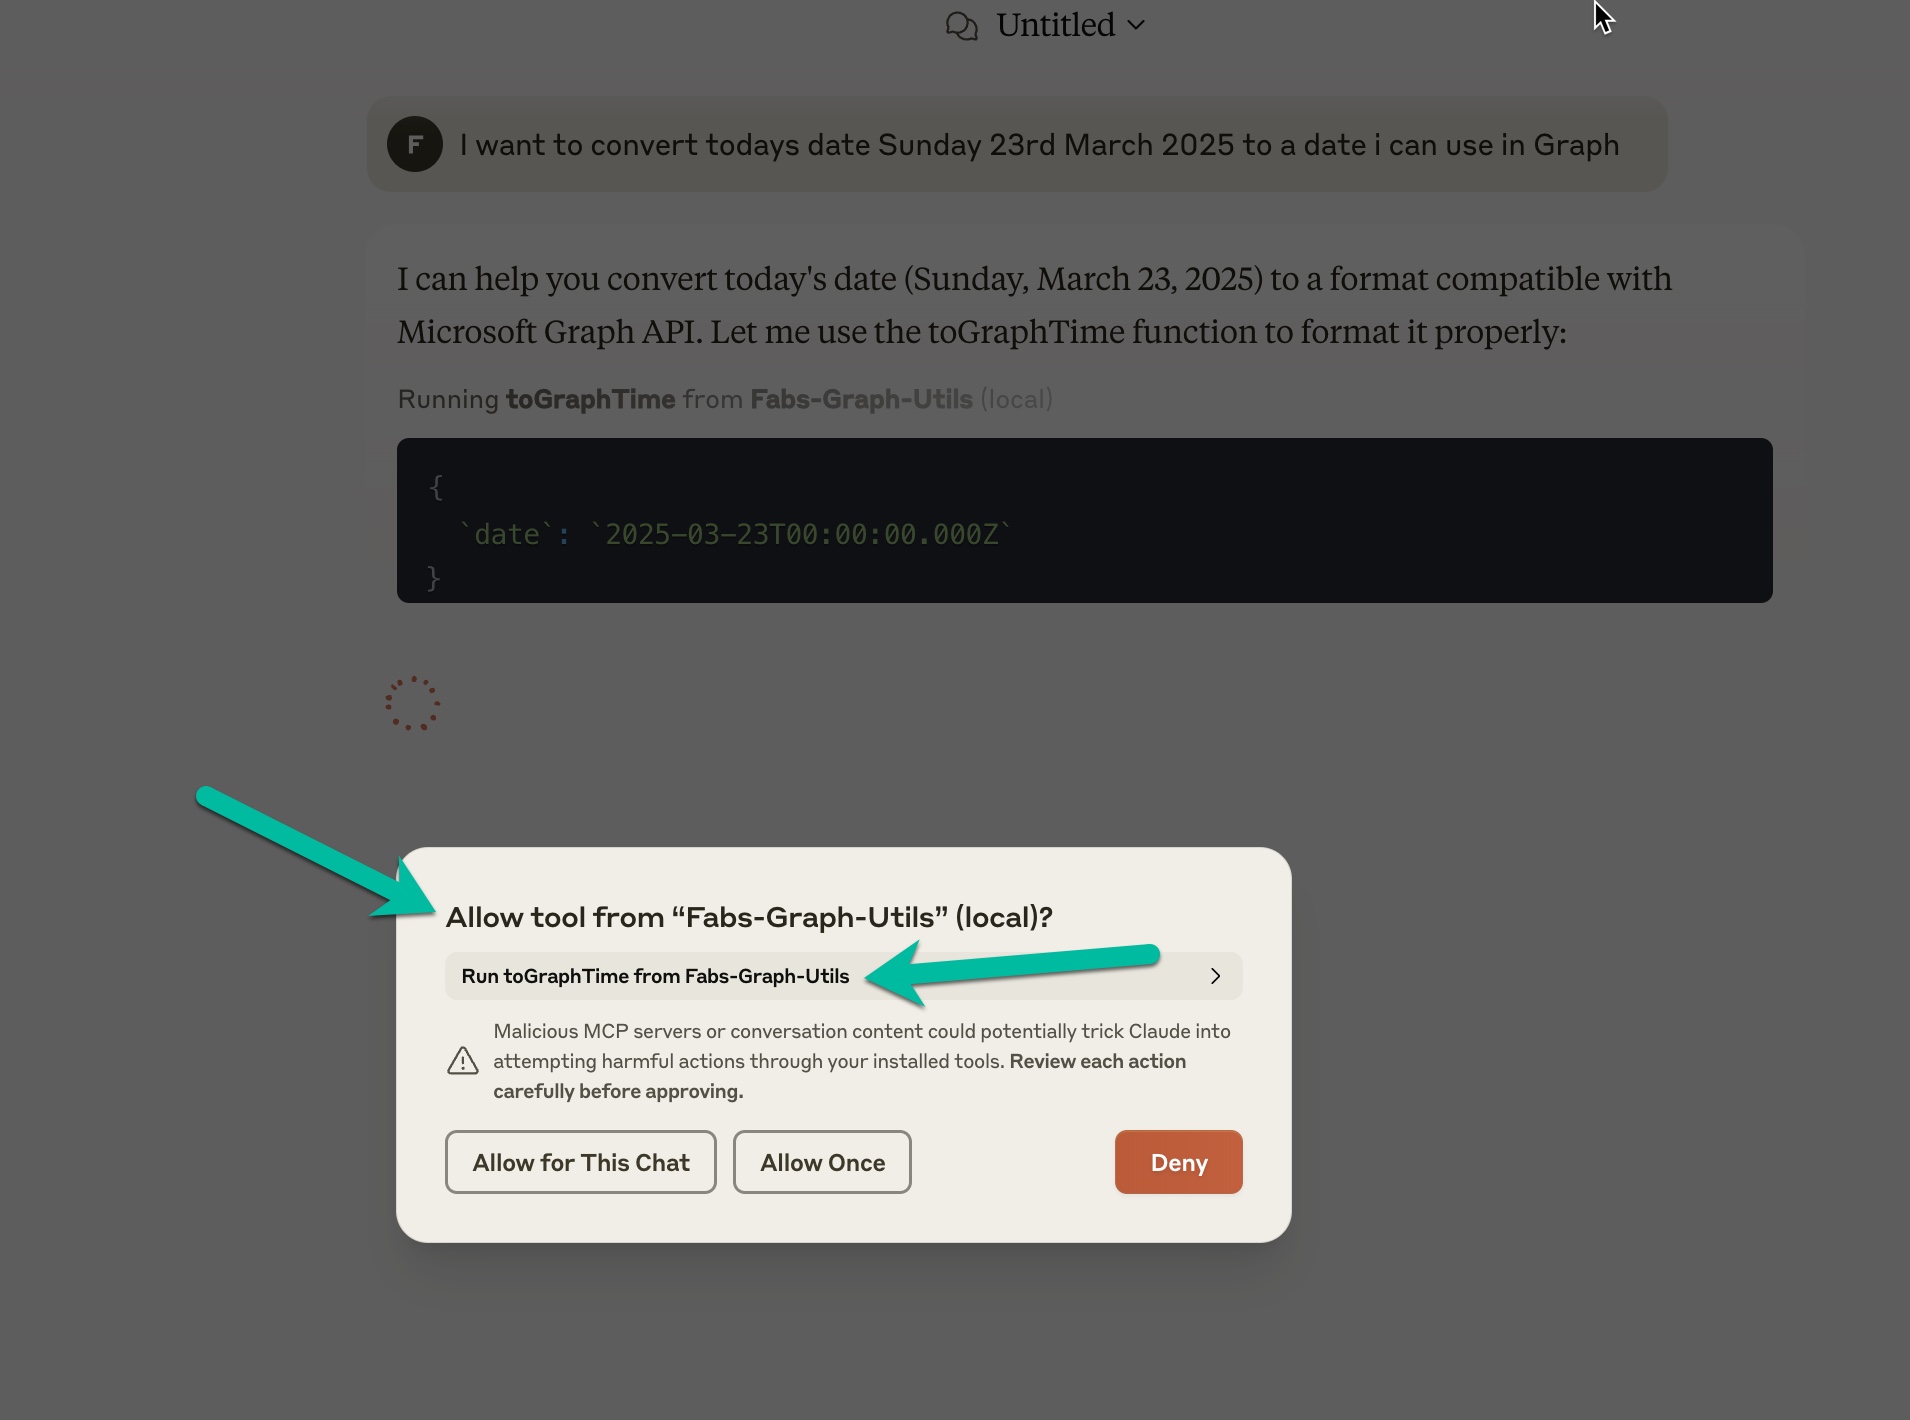 Untitled
F
I want to convert todays date Sunday 23rd March 2025 to a date i can use in Graph
I can help you convert today's date (Sunday, March 23, 2025) to a format compatible with
Microsoft Graph API. Let me use the toGraphTime function to format it properly:
Running toGraphTime from Fabs-Graph-Utils (local)
{
`date`: `2025-03-23T00:00:00.000Z`
}
Allow tool from “Fabs-Graph-Utils” (local)?
Run toGraphTime from Fabs-Graph-Utils
Malicious MCP servers or conversation content could potentially trick Claude into
attempting harmful actions through your installed tools. Review each action
carefully before approving.
Allow for This Chat
Allow Once
Deny